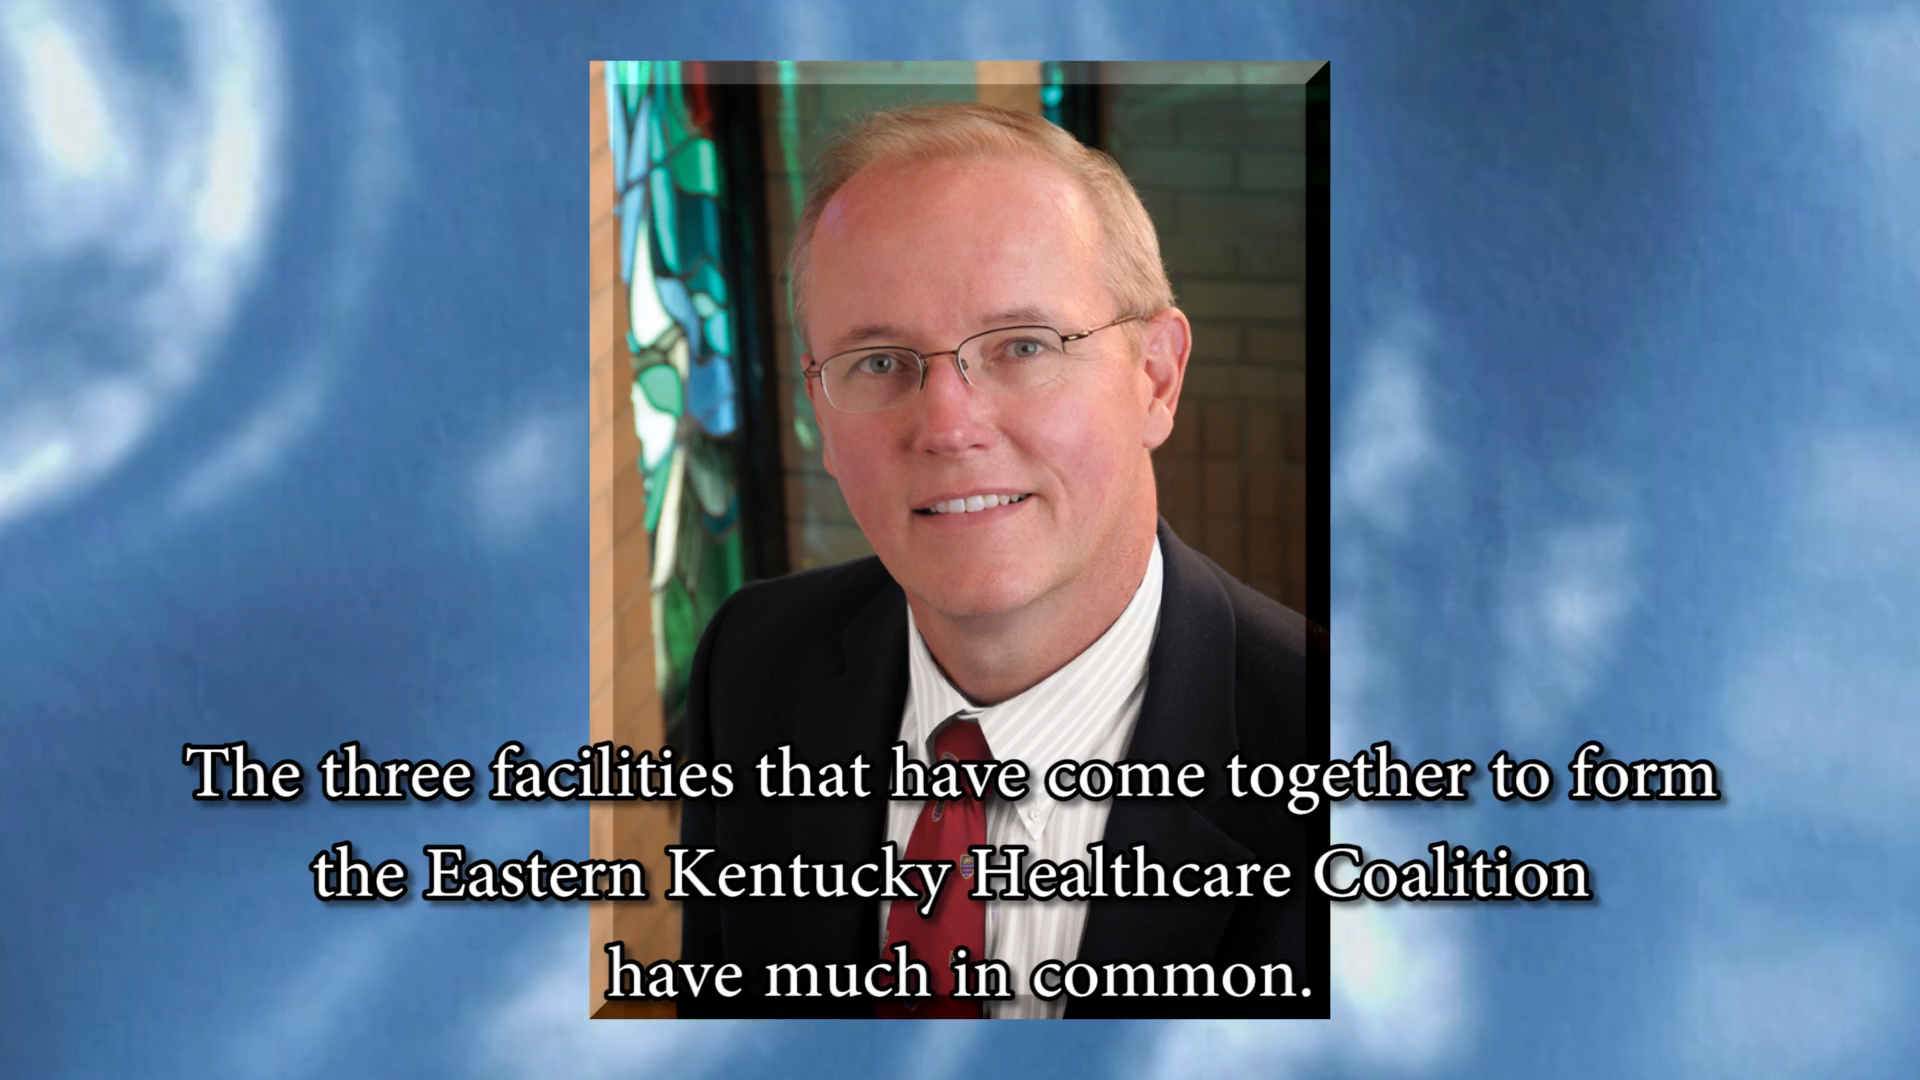 The three facilities that have come together to form
the Eastern Kentucky Healthcare Coalition
have much in common.